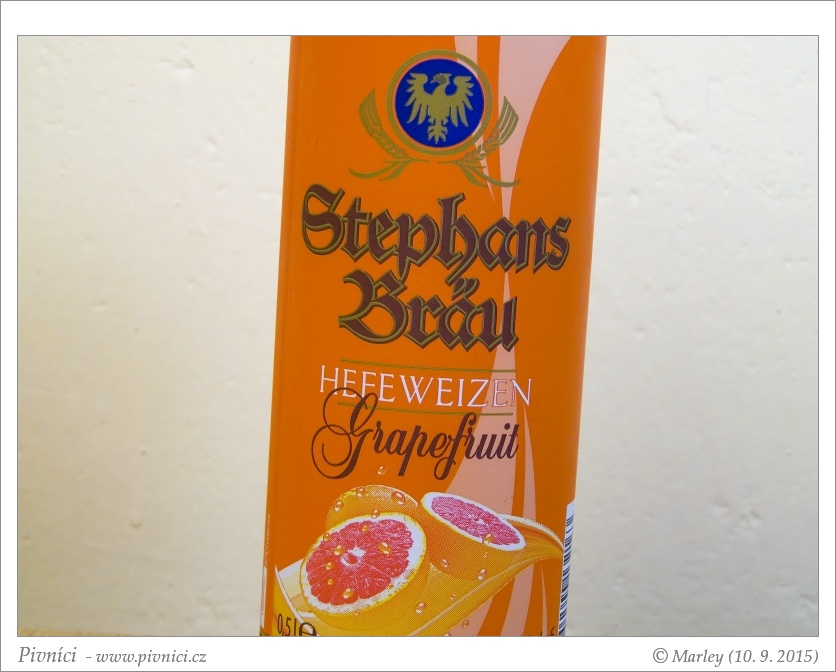 Stephans
Bräu
HEFEWEIZEN
Grapefruit
0,5l e
Pivníci - www.pivnici.cz
© Marley (10. 9. 2015)